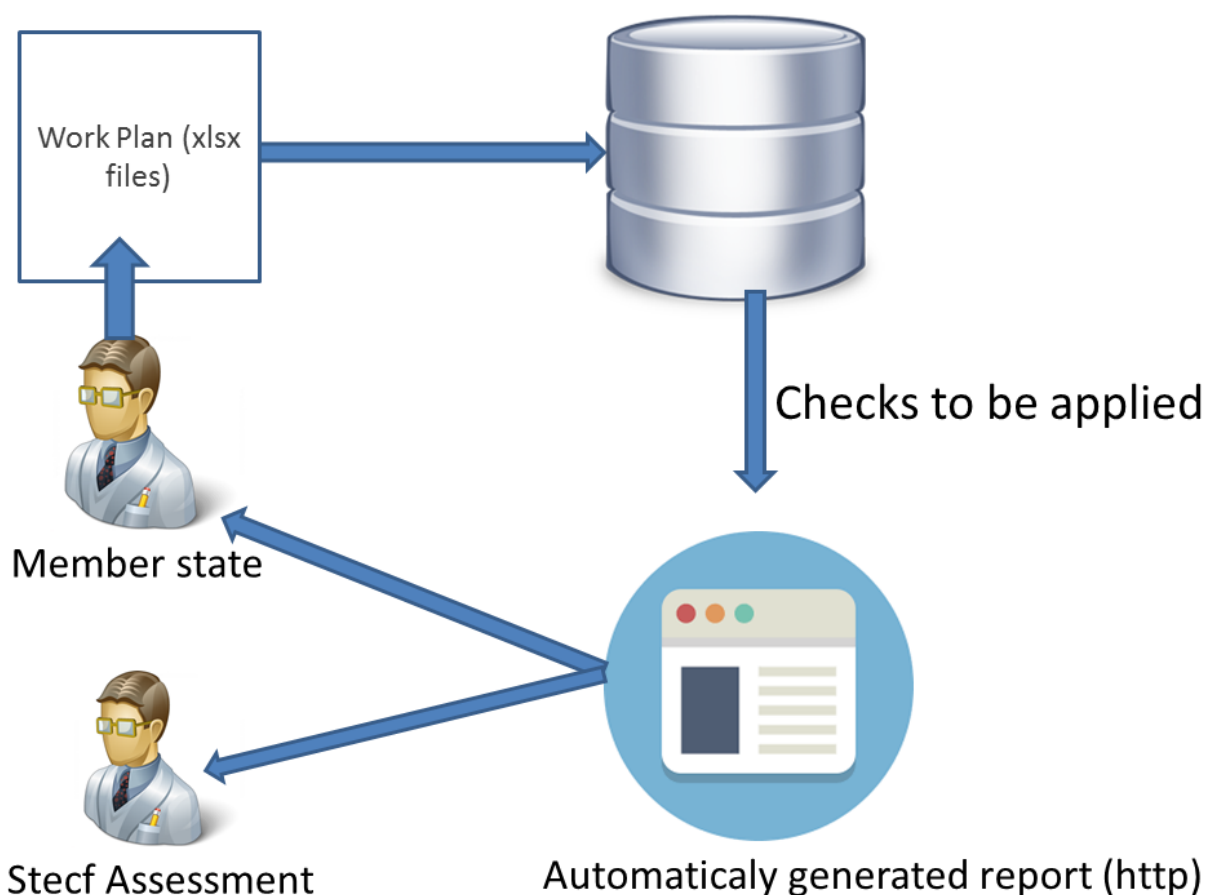 Work Plan (xlsx
files)
Checks to be applied
Member state
Stecf Assessment
Automaticaly generated report (http)